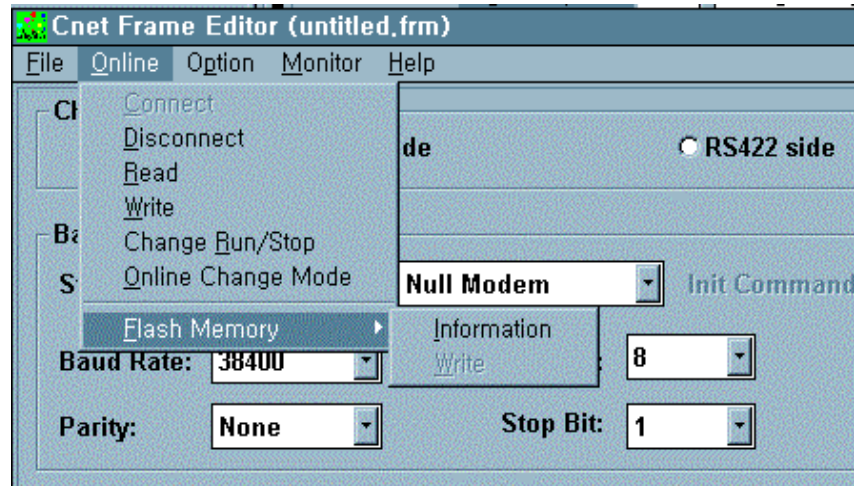 Cnet Frame Editor (untitled.frm)
File Online Option Monitor Help
Connect
Disconnect
de
RS422 side
Read
Write
Change Run/Stop
Online Change Mode
Null Modem
Init Command
Flash Memory
Information
Write
Baud Rate: 38400
8
Parity: None
Stop Bit: 1